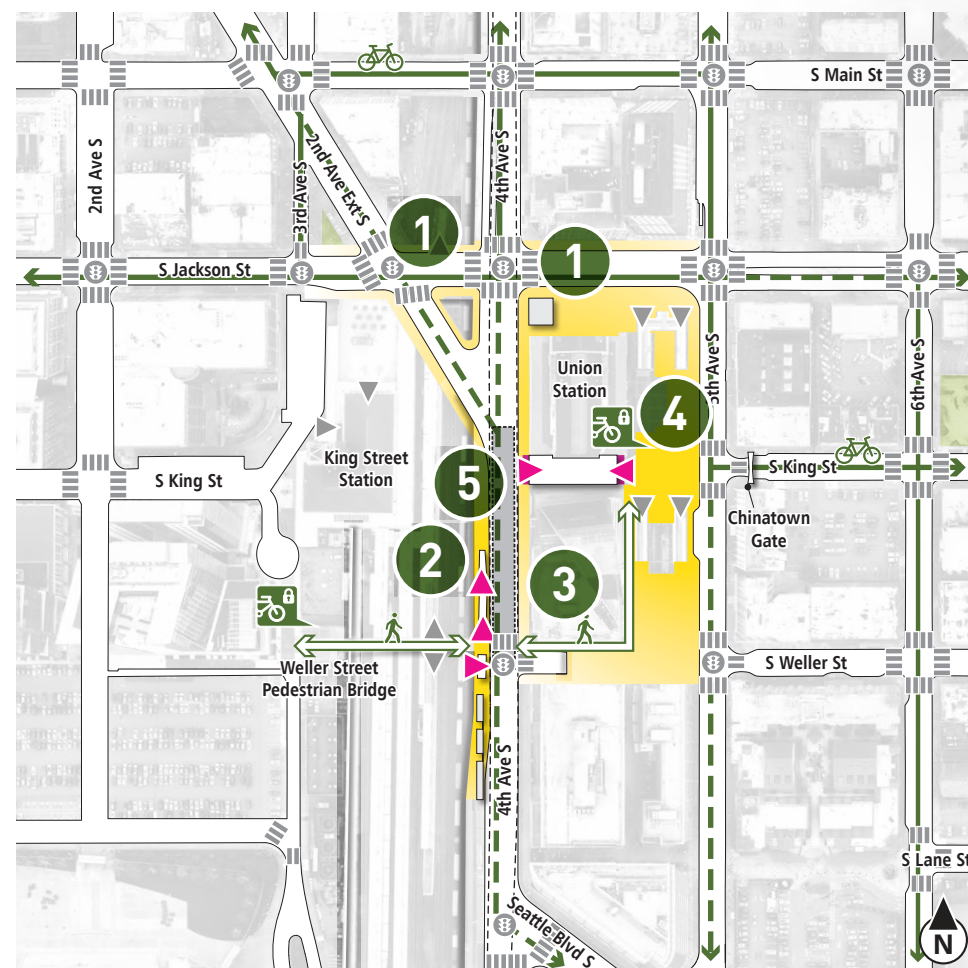 S Main St
2nd Ave S
3rd Ave S
2nd Ave Ext S
4th Ave S
1
1
S Jackson St
Union
Station
5th Ave S
6th Ave S
4
King Street
Station
S King St
5
S King St
Chinatown
Gate
2
3
Weller Street
Pedestrian Bridge
S Weller St
4th Ave S
S Lane St
Seattle Blvd S
N